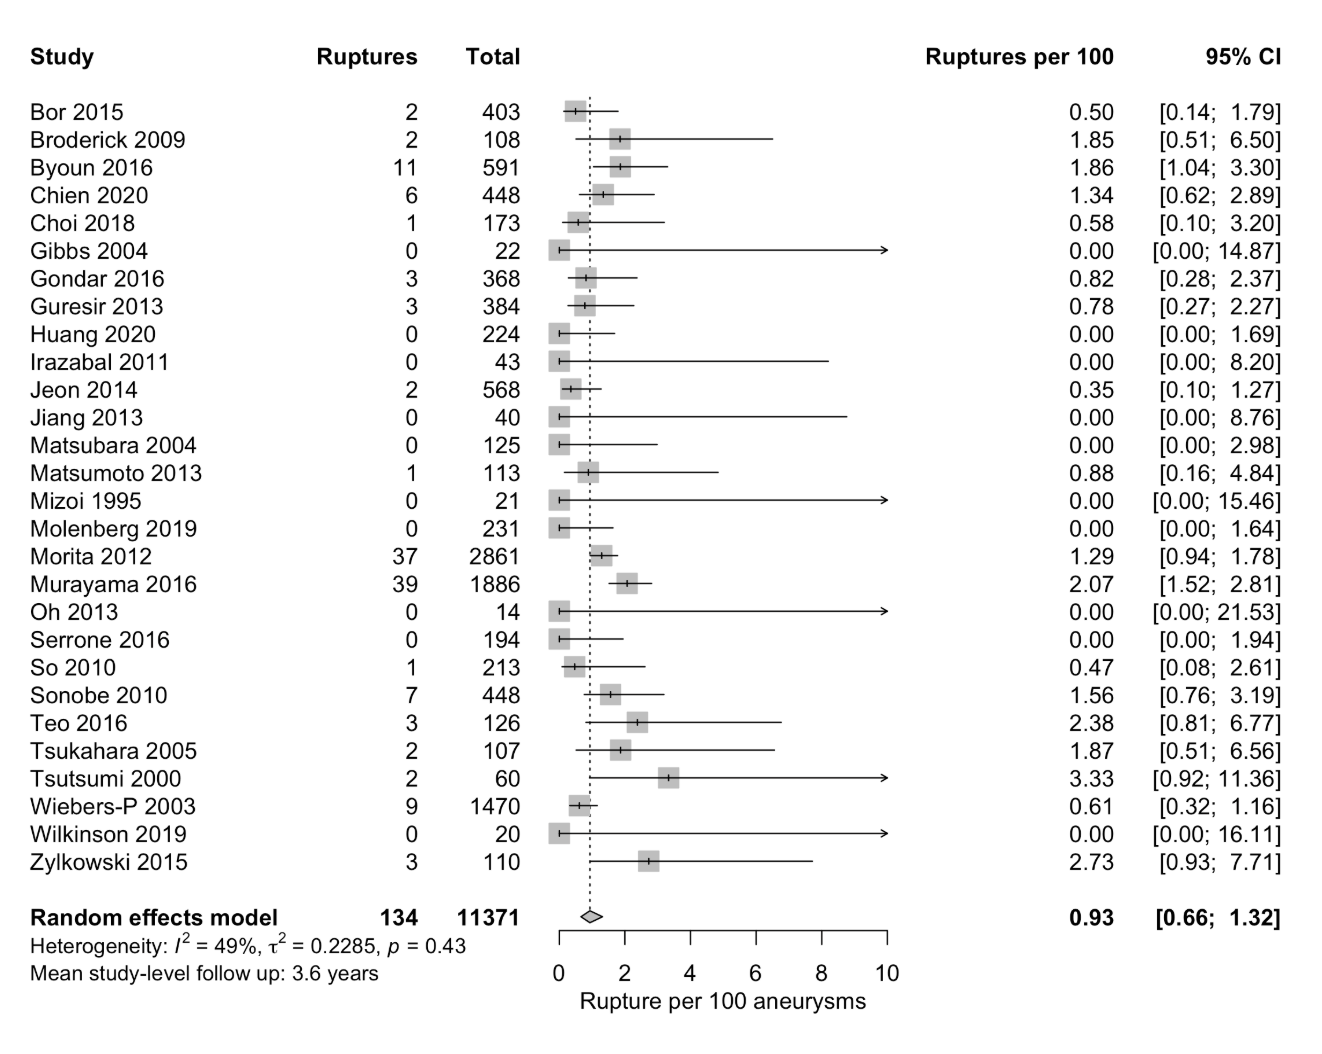 Study Ruptures Total Ruptures per 100 95% CI
Bor 2015 2 403 0.50 [0.14; 1.79]
Broderick 2009 2 108 1.85 [0.51; 6.50]
Byoun 2016 11 591 1.86 [1.04; 3.30]
Chien 2020 6 448 1.34 [0.62; 2.89]
Choi 2018 1 173 0.58 [0.10; 3.20]
Gibbs 2004 0 22 0.00 [0.00; 14.87]
Gondar 2016 3 368 0.82 [0.28; 2.37]
Guresir 2013 3 384 0.78 [0.27; 2.27]
Huang 2020 0 224 0.00 [0.00; 1.69]
Irazabal 2011 0 43 0.00 [0.00; 8.20]
Jeon 2014 2 568 0.35 [0.10; 1.27]
Jiang 2013 0 40 0.00 [0.00; 8.76]
Matsubara 2004 0 125 0.00 [0.00; 2.98]
Matsumoto 2013 1 113 0.88 [0.16; 4.84]
Mizoi 1995 0 21 0.00 [0.00; 15.46]
Molenberg 2019 0 231 0.00 [0.00; 1.64]
Morita 2012 37 2861 1.29 [0.94; 1.78]
Murayama 2016 39 1886 2.07 [1.52; 2.81]
Oh 2013 0 14 0.00 [0.00; 21.53]
Serrone 2016 0 194 0.00 [0.00; 1.94]
So 2010 1 213 0.47 [0.08; 2.61]
Sonobe 2010 7 448 1.56 [0.76; 3.19]
Teo 2016 3 126 2.38 [0.81; 6.77]
Tsukahara 2005 2 107 1.87 [0.51; 6.56]
Tsutsumi 2000 2 60 3.33 [0.92; 11.36]
Wiebers-P 2003 9 1470 0.61 [0.32; 1.16]
Wilkinson 2019 0 20 0.00 [0.00; 16.11]
Zylkowski 2015 3 110 2.73 [0.93; 7.71]
Random effects model 134 11371 0.93 [0.66; 1.32]
Heterogeneity: I² = 49%, τ² = 0.2285, p = 0.43
Mean study-level follow up: 3.6 years
0 2 4 6 8 10
Rupture per 100 aneurysms